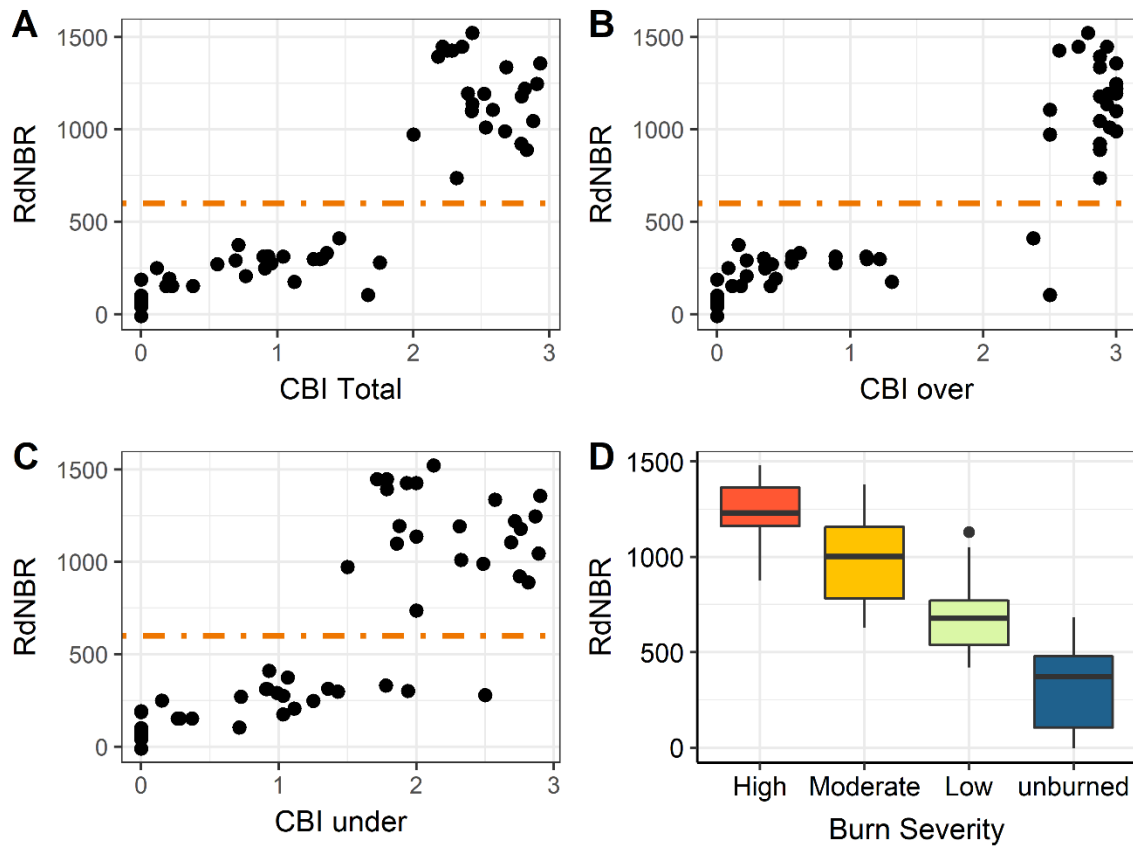 A
RdNBR
1500
1000
500
0
0 1 2 3
CBI Total
B
RdNBR
1500
1000
500
0
0 1 2 3
CBI over
C
RdNBR
1500
1000
500
0
0 1 2 3
CBI under
D
RdNBR
1500
1000
500
0
High Moderate Low unburned
Burn Severity